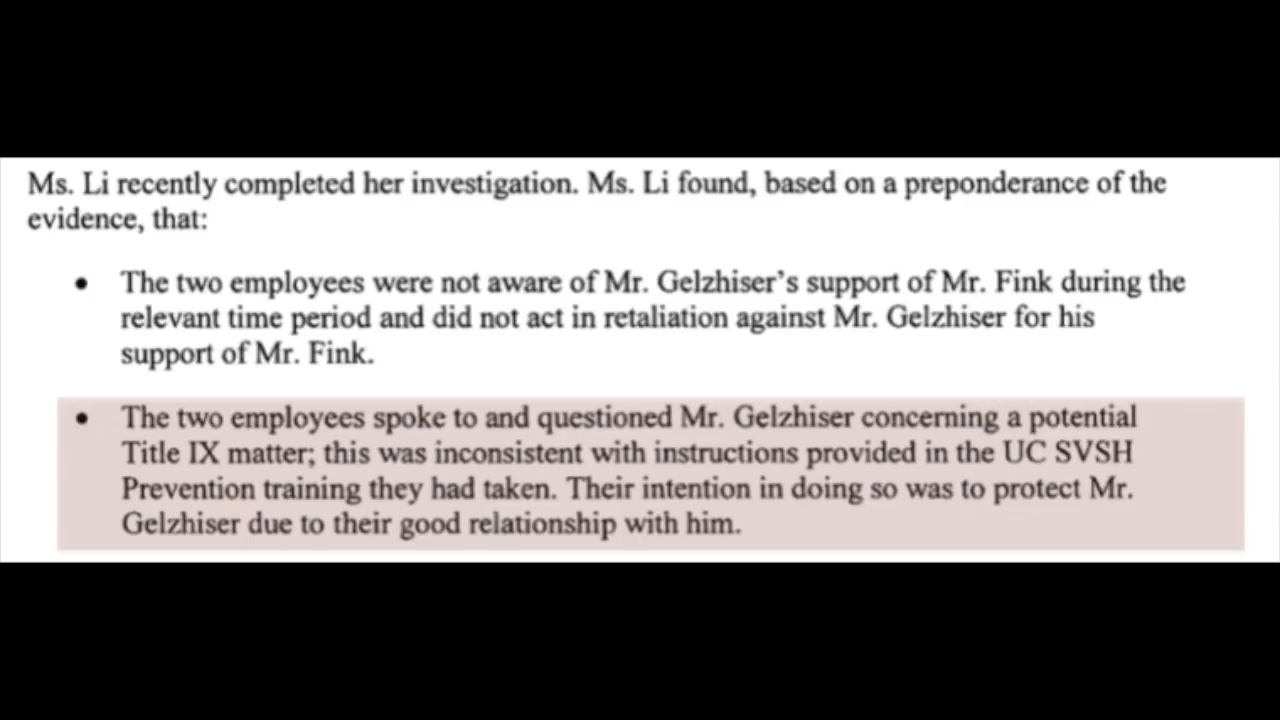 Ms. Li recently completed her investigation. Ms. Li found, based on a preponderance of the
evidence, that:
• The two employees were not aware of Mr. Gelzhiser's support of Mr. Fink during the
relevant time period and did not act in retaliation against Mr. Gelzhiser for his
support of Mr. Fink.
• The two employees spoke to and questioned Mr. Gelzhiser concerning a potential
Title IX matter; this was inconsistent with instructions provided in the UC SVSH
Prevention training they had taken. Their intention in doing so was to protect Mr.
Gelzhiser due to their good relationship with him.